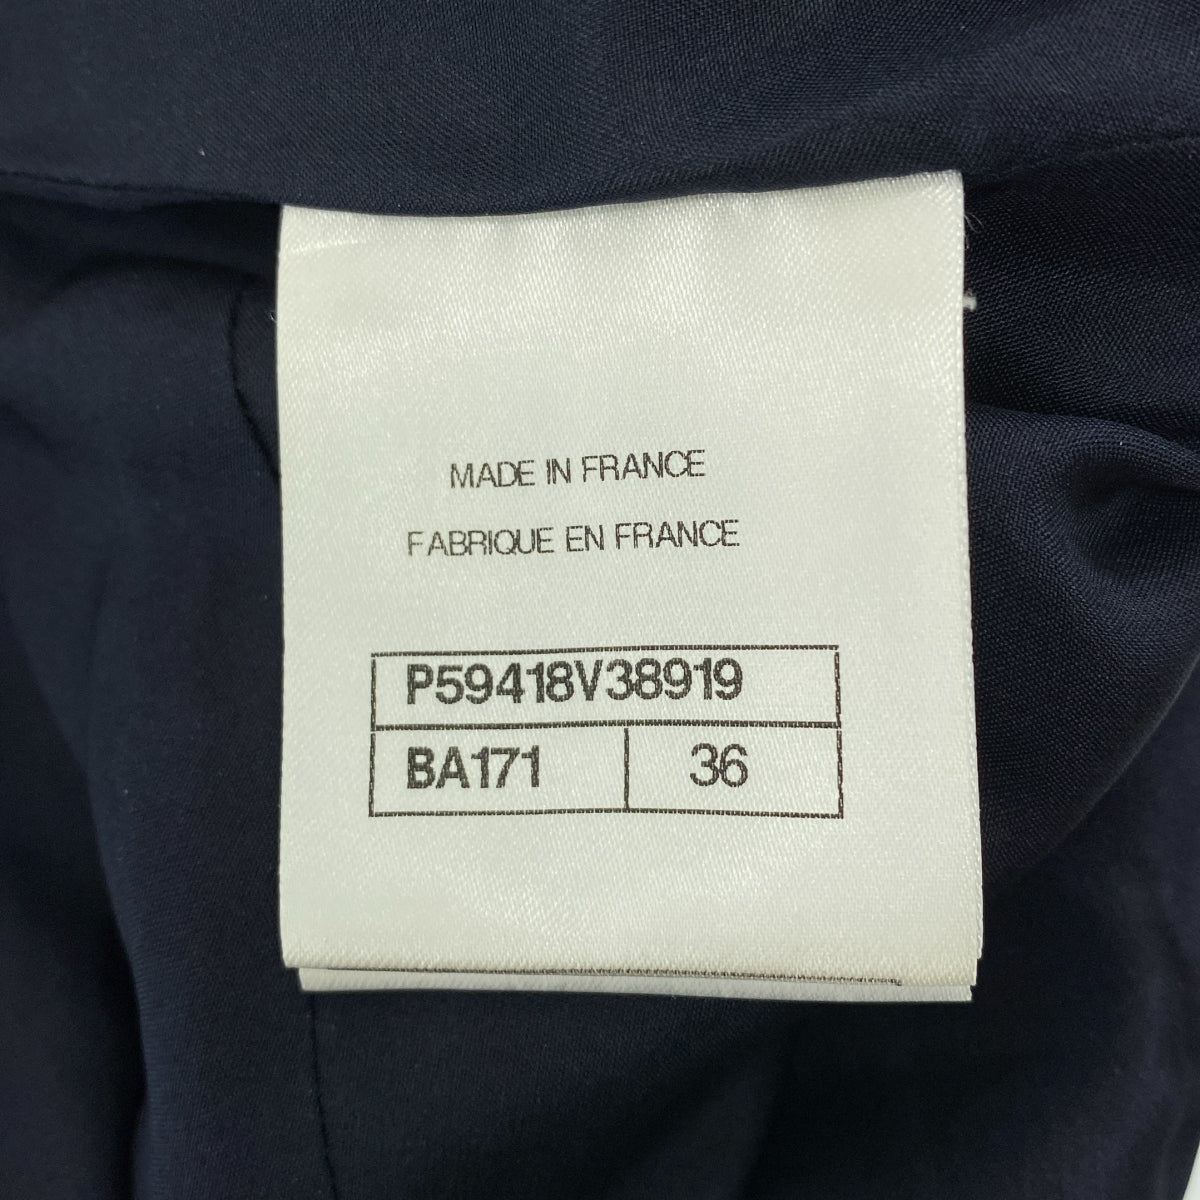 MADE IN FRANCE
FABRIQUE EN FRANCE
P59418V38919
BA171 36